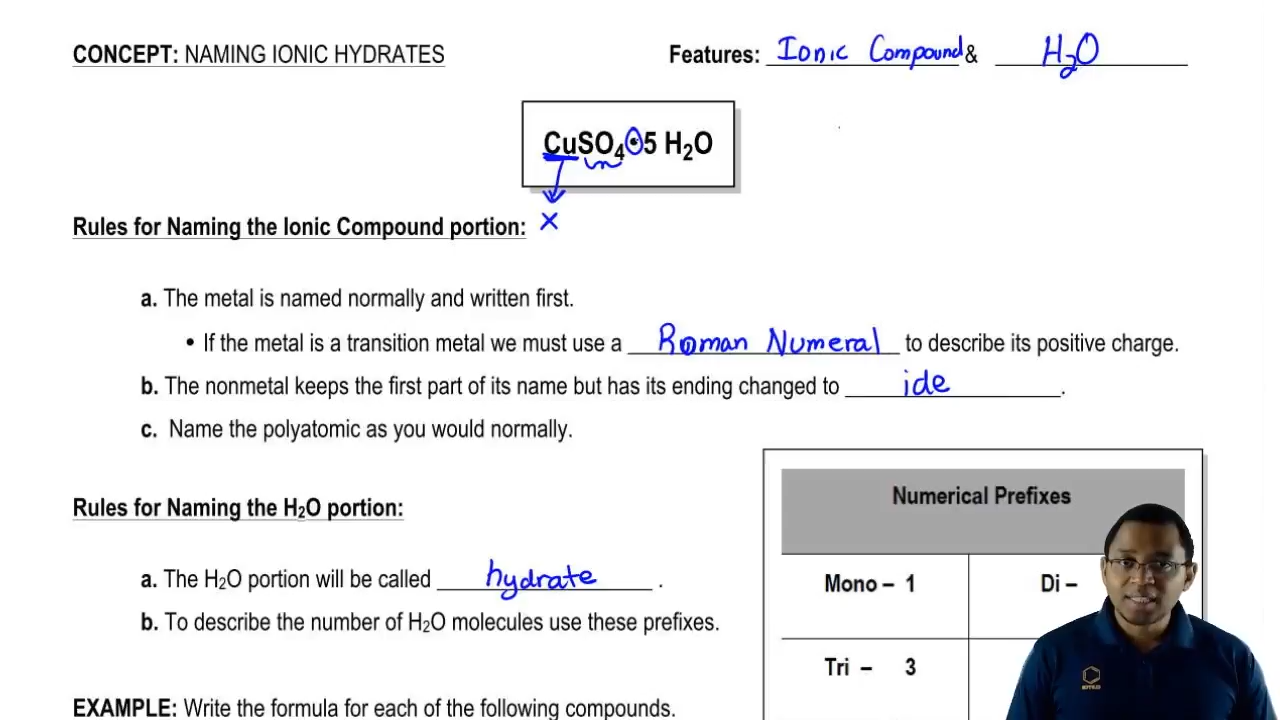 CONCEPT: NAMING IONIC HYDRATES Features: Ionic Compound & H₂O
CuSO₄•5 H₂O
Rules for Naming the Ionic Compound portion: ×
a. The metal is named normally and written first.
• If the metal is a transition metal we must use a Roman Numeral to describe its positive charge.
b. The nonmetal keeps the first part of its name but has its ending changed to ide.
c. Name the polyatomic as you would normally.
Rules for Naming the H₂O portion:
a. The H₂O portion will be called hydrate.
b. To describe the number of H₂O molecules use these prefixes.
EXAMPLE: Write the formula for each of the following compounds.
Numerical Prefixes
Mono – 1 Di –
Tri – 3